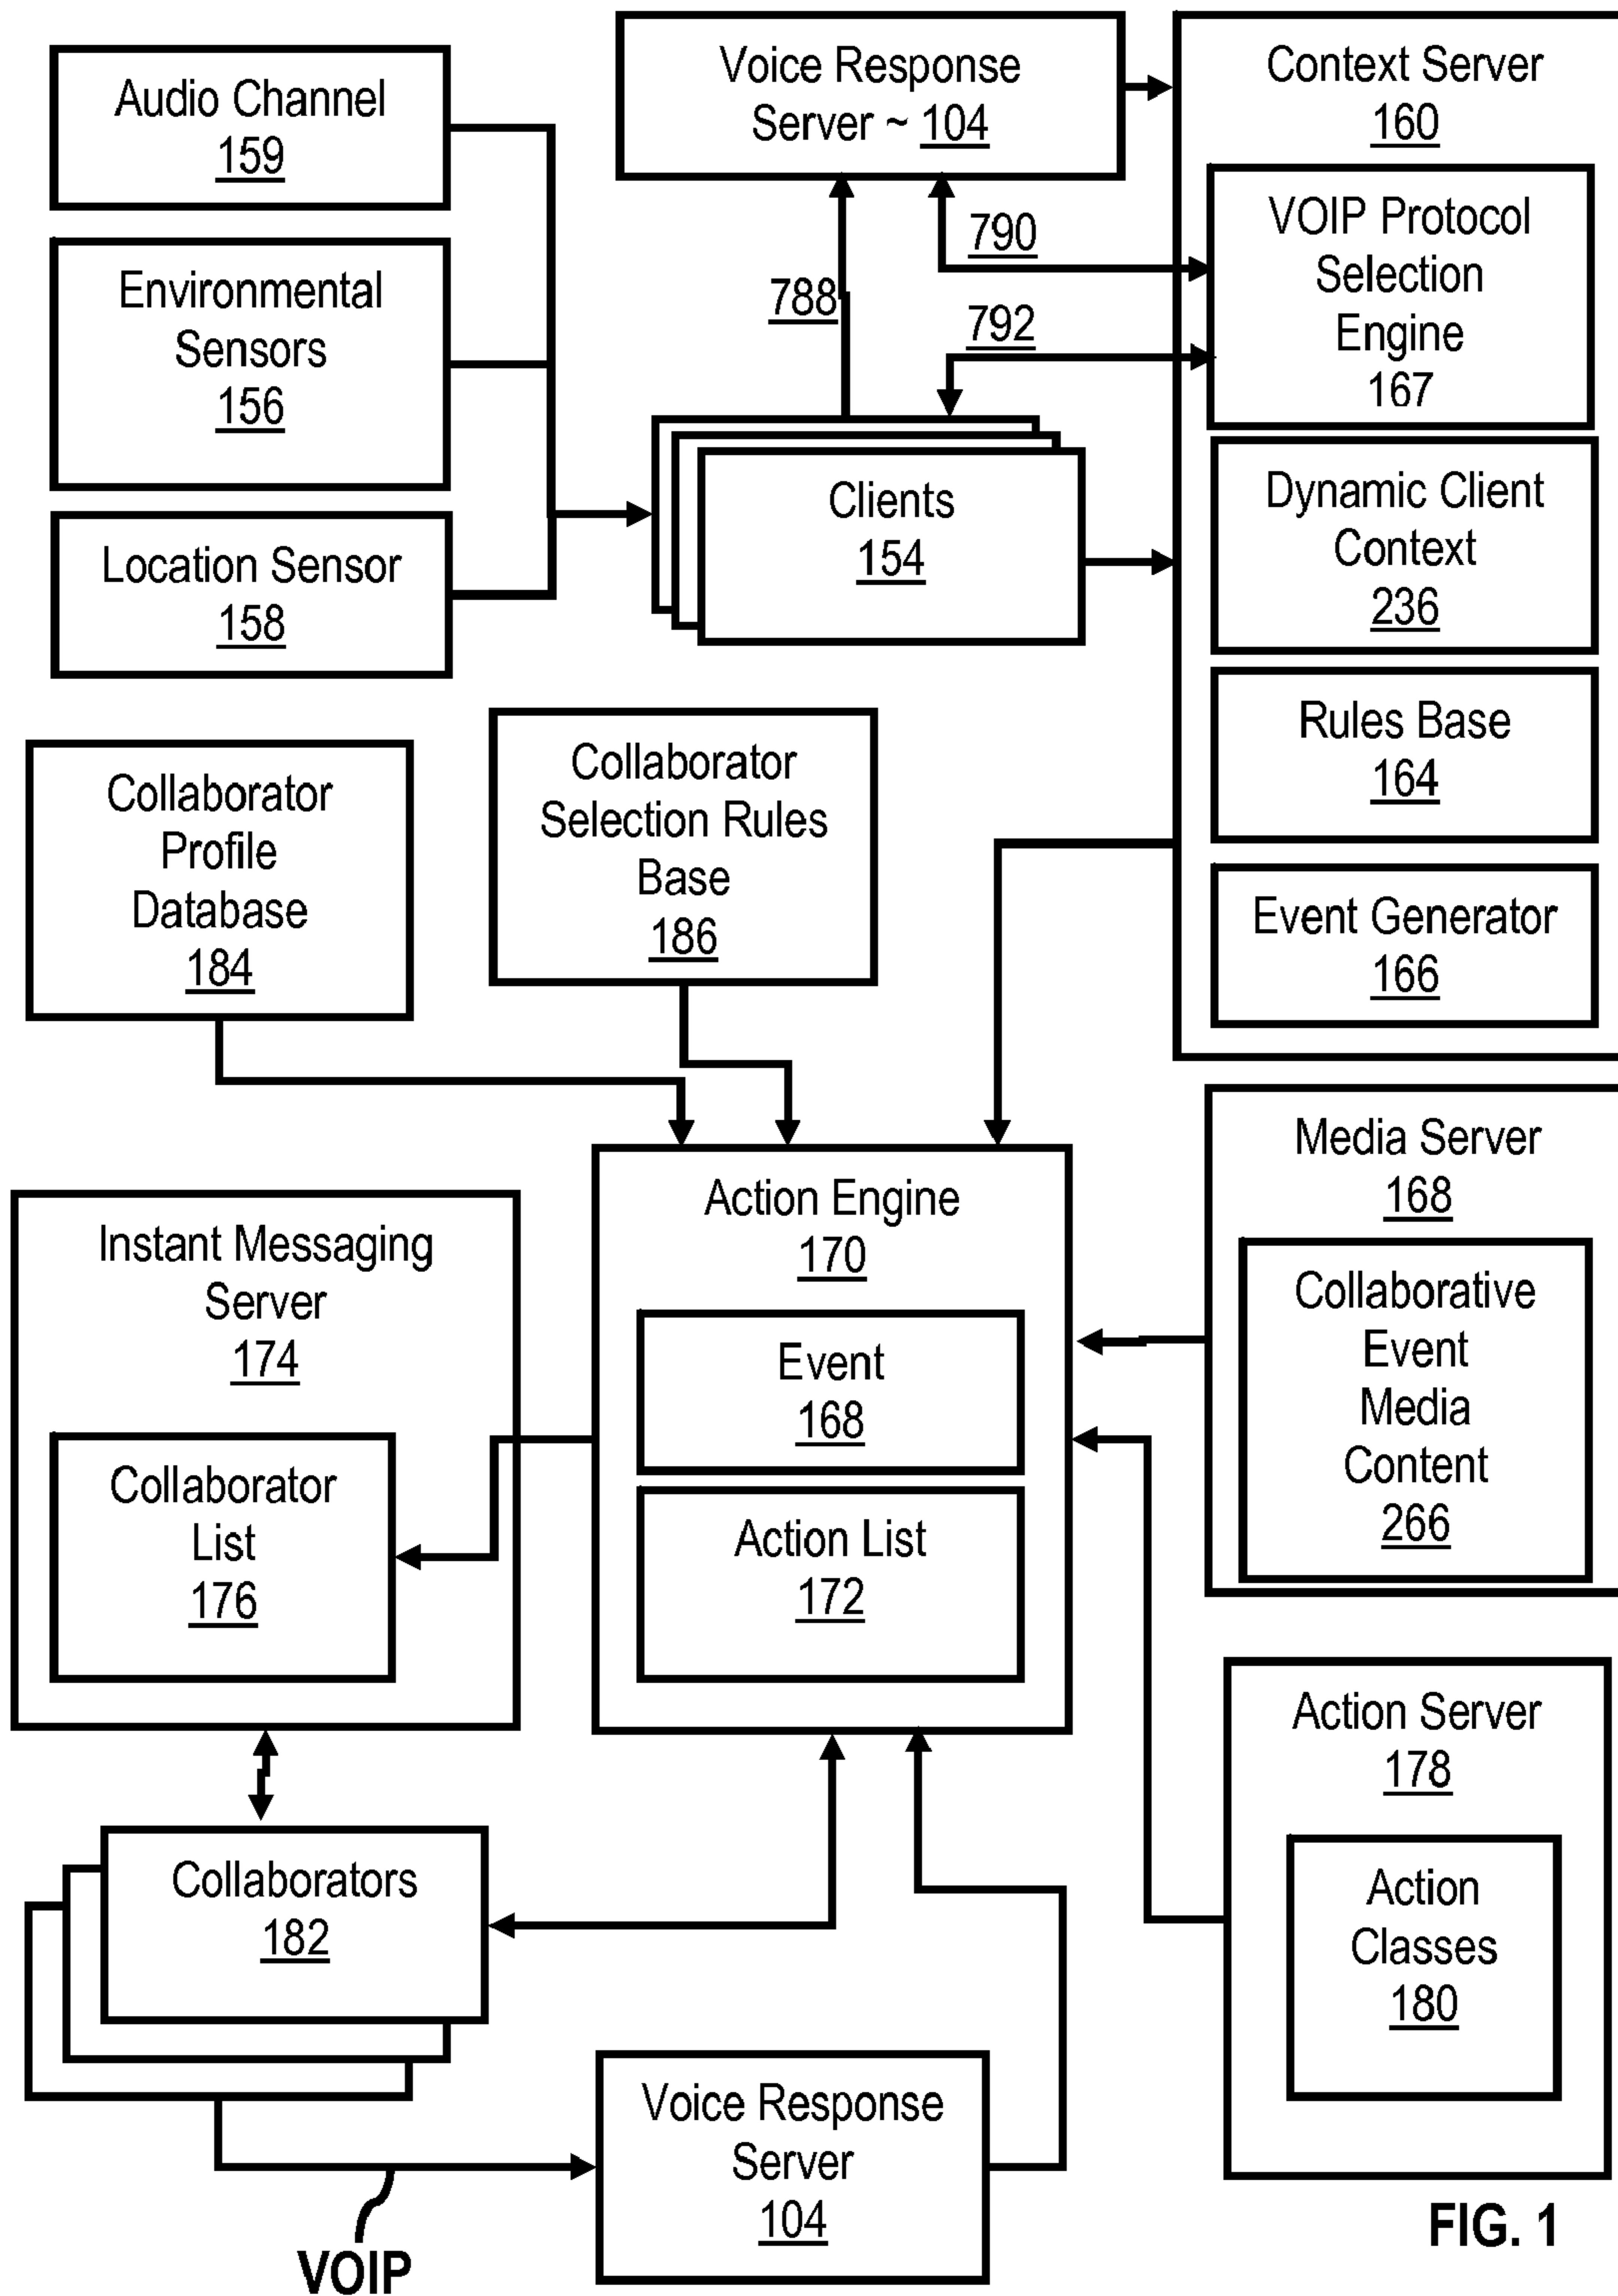 Audio Channel
159
Environmental
Sensors
156
Location Sensor
158
Voice Response
Server ~ 104
788
790
792
Clients
154
Context Server
160
VOIP Protocol
Selection
Engine
167
Dynamic Client
Context
236
Rules Base
164
Event Generator
166
Collaborator
Profile
Database
184
Collaborator
Selection Rules
Base
186
Instant Messaging
Server
174
Collaborator
List
176
Action Engine
170
Event
168
Action List
172
Media Server
168
Collaborative
Event
Media
Content
266
Action Server
178
Action
Classes
180
Collaborators
182
Voice Response
Server
104
VOIP
FIG. 1